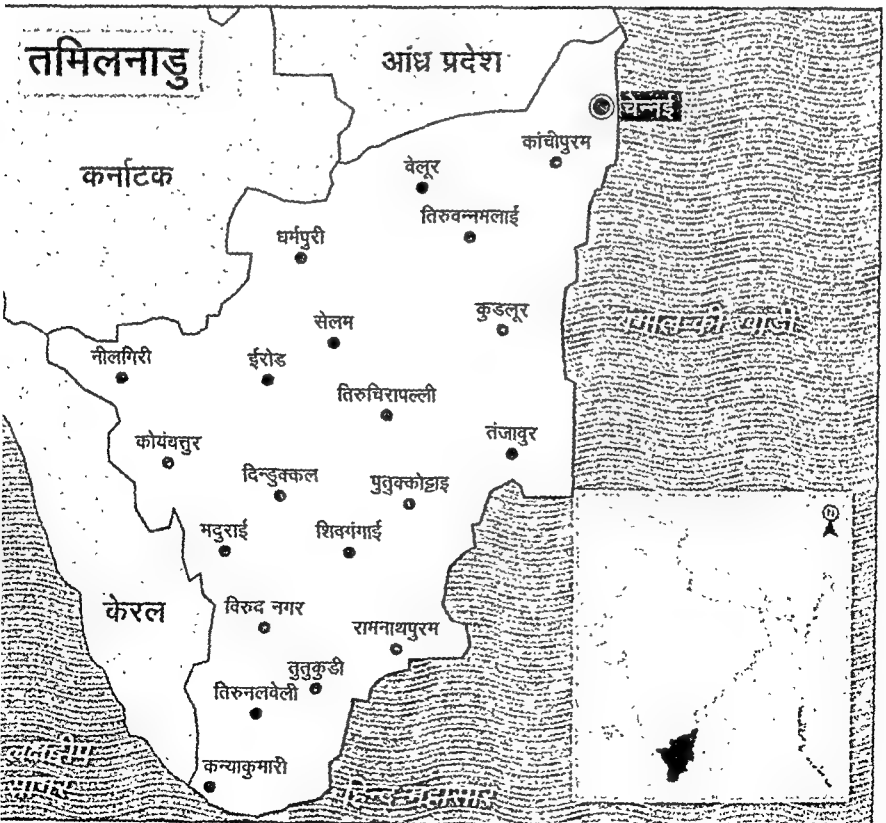 तमिलनाडु
आंध्र प्रदेश
चेन्नई
कांचीपुरम
कर्नाटक
वेलूर
तिरुवन्नमलाई
धर्मपुरी
कुडलूर
सेलम
की खाड़ी
नीलगिरी
ईरोड
तिरुचिरापल्ली
कोयंयत्तुर
तंजावुर
दिन्डुक्कल
पुतुक्कोट्टाइ
N
मदुराई
शिवगंगाई
केरल
विरुद नगर
रामनाथपुरम
तुतुकुडी
तिरुनलवेली
कन्याकुमारी